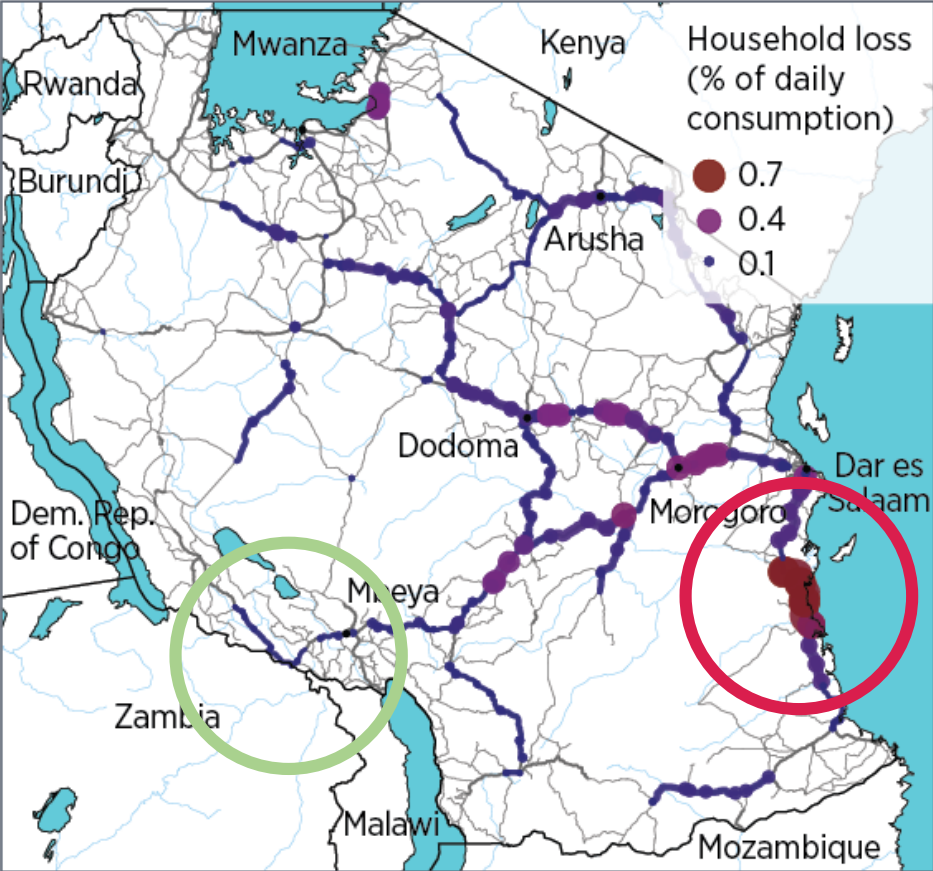 Mwanza
Kenya
Household loss
(% of daily
consumption)
0.7
0.4
0.1
Rwanda
Burundi
Arusha
Dodoma
Dar es
Salaam
Morogoro
Dem. Rep.
of Congo
Mbeya
Zambia
Malawi
Mozambique